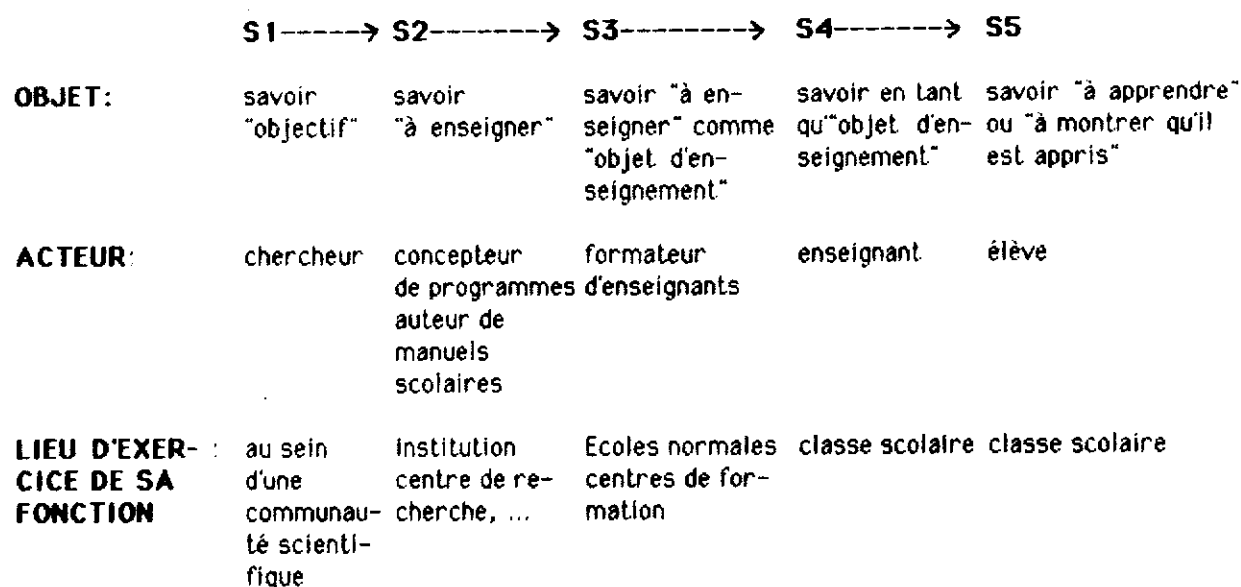 S1-----→ S2-------→ S3--------→ S4-------→ S5
OBJET: savoir savoir savoir "à en- savoir en tant savoir "à apprendre"
"objectif" "à enseigner" seigner" comme qu'"objet d'en- ou "à montrer qu'il
"objet d'en- seignement" est appris"
seignement"
ACTEUR: chercheur concepteur formateur enseignant élève
de programmes d'enseignants
auteur de
manuels
scolaires
LIEU D'EXER- : au sein institution Ecoles normales classe scolaire classe scolaire
CICE DE SA d'une centre de re- centres de for-
FONCTION communau- cherche, ... mation
té scienti-
fique